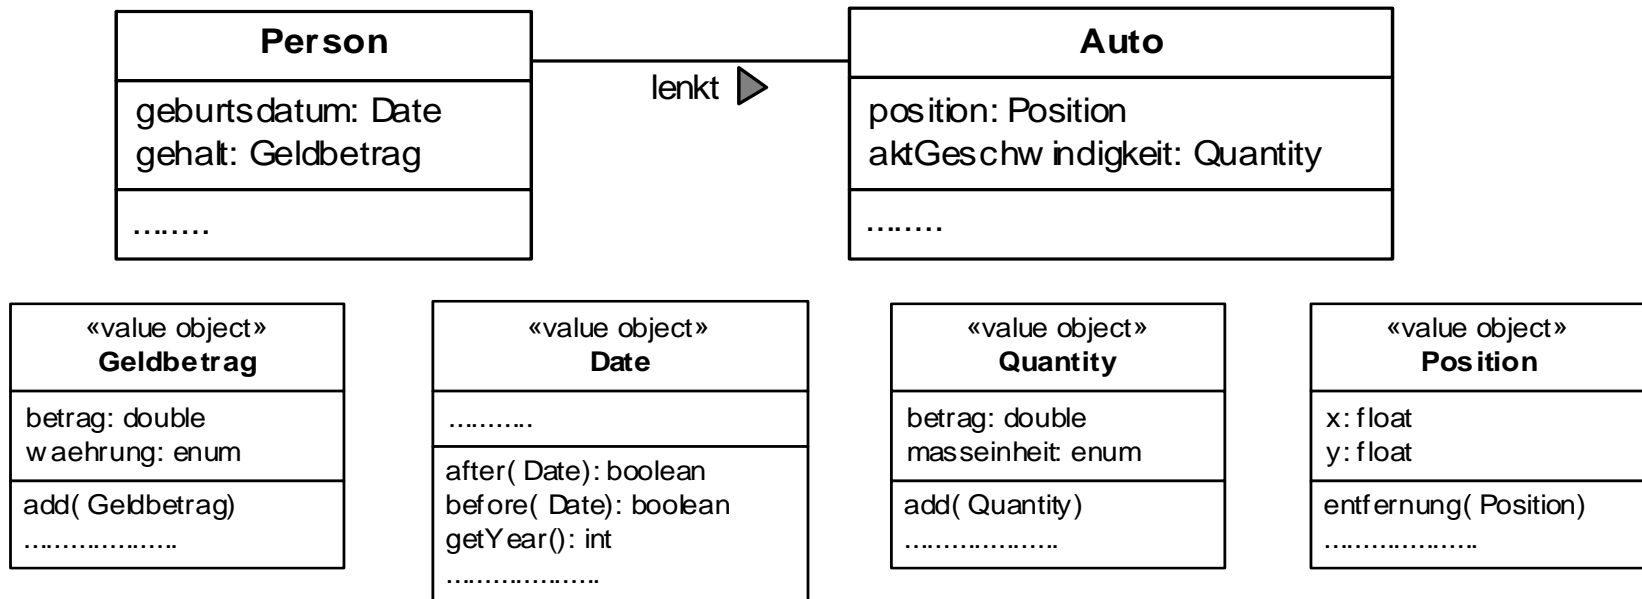 Person
geburtsdatum: Date
gehalt: Geldbetrag
........
lenkt
Auto
position: Position
aktGeschwindigkeit: Quantity
........
«value object»
Geldbetrag
betrag: double
waehrung: enum
add( Geldbetrag)
....................
«value object»
Date
...........
after( Date): boolean
before( Date): boolean
getYear(): int
....................
«value object»
Quantity
betrag: double
masseinheit: enum
add( Quantity)
....................
«value object»
Position
x: float
y: float
entfernung( Position)
....................